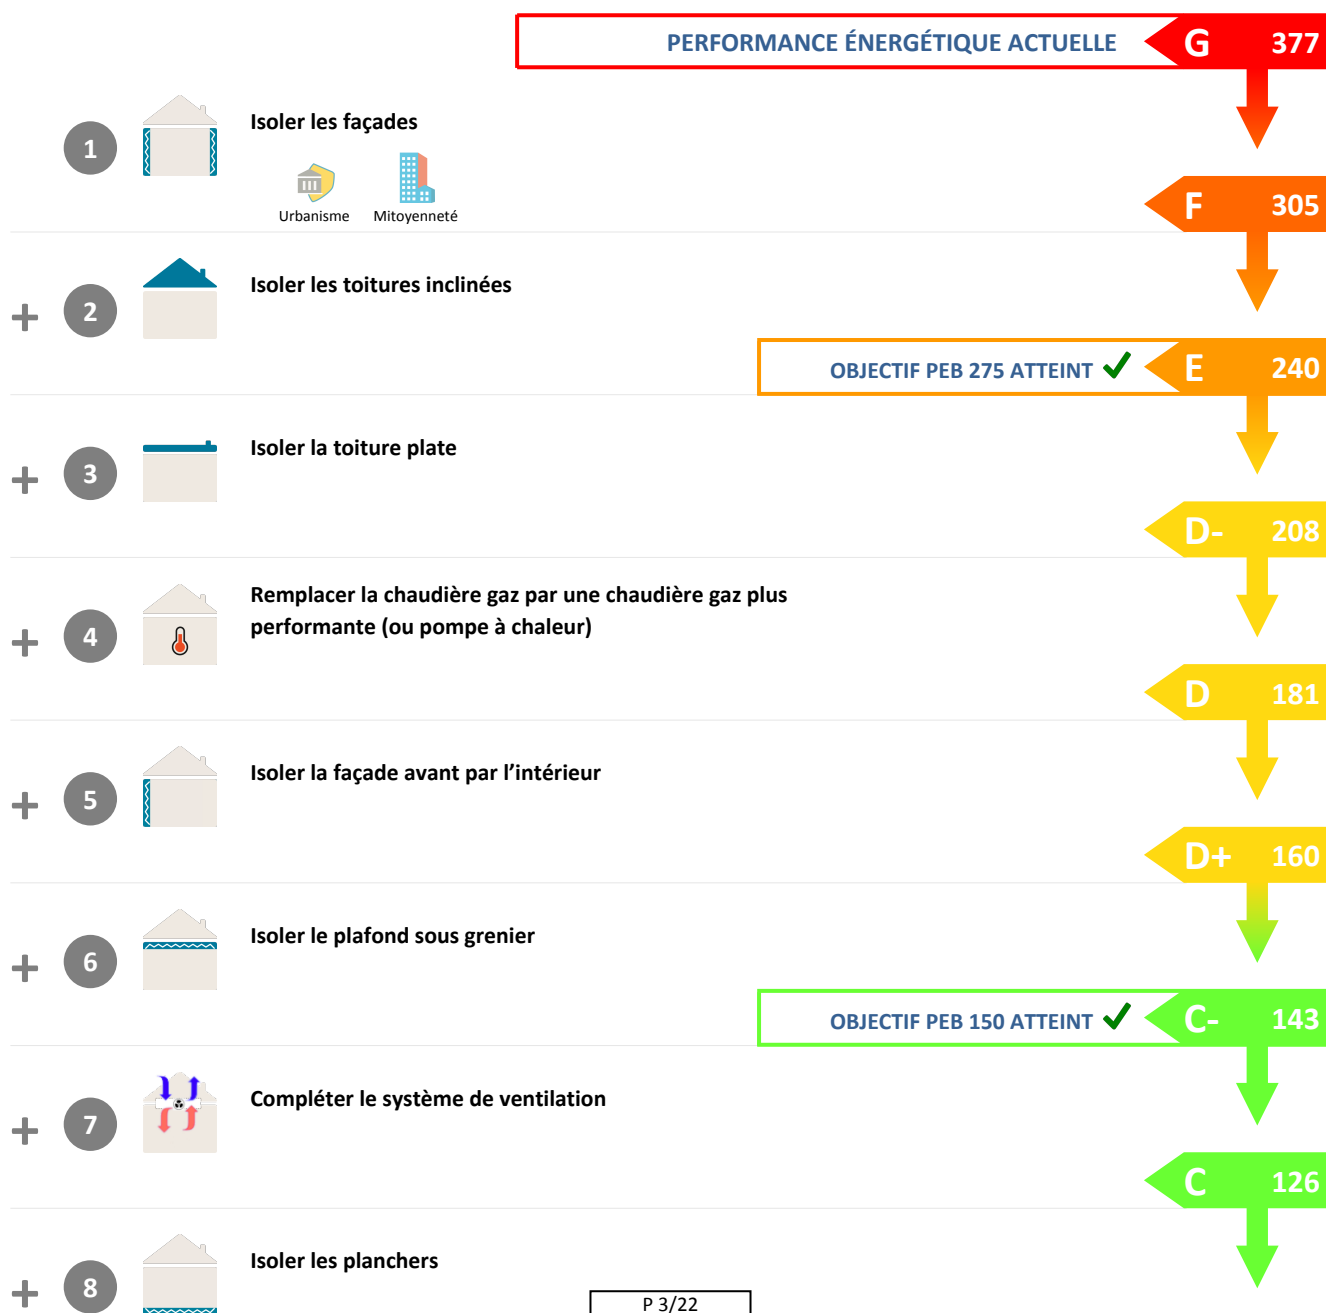 PERFORMANCE ÉNERGÉTIQUE ACTUELLE G 377
1 Isoler les façades
Urbanisme Mitoyenneté
F 305
+ 2 Isoler les toitures inclinées
OBJECTIF PEB 275 ATTEINT E 240
+ 3 Isoler la toiture plate
D- 208
+ 4 Remplacer la chaudière gaz par une chaudière gaz plus
performante (ou pompe à chaleur)
D 181
+ 5 Isoler la façade avant par l’intérieur
D+ 160
+ 6 Isoler le plafond sous grenier
OBJECTIF PEB 150 ATTEINT C- 143
+ 7 Compléter le système de ventilation
C 126
+ 8 Isoler les planchers
P 3/22